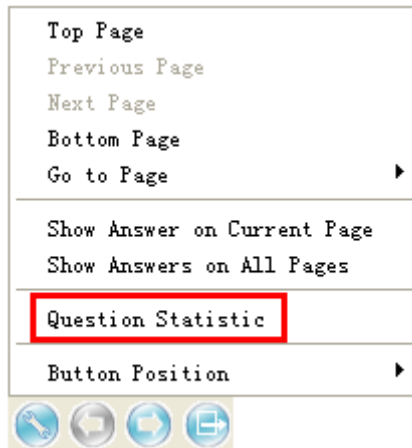 Top Page
Previous Page
Next Page
Bottom Page
Go to Page
Show Answer on Current Page
Show Answers on All Pages
Question Statistic
Button Position